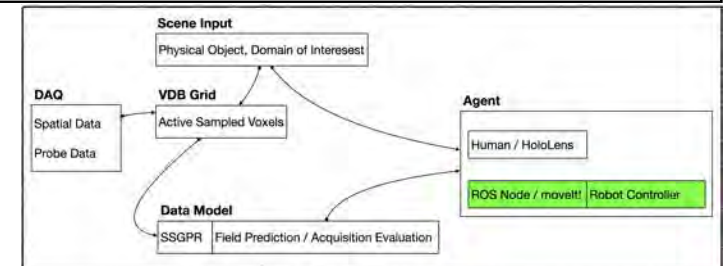 Scene Input
Physical Object, Domain of Interesest
DAQ
Spatial Data
Probe Data
VDB Grid
Active Sampled Voxels
Agent
Human / HoloLens
ROS Node / moveIt! Robot Controller
Data Model
SSGPR Field Prediction / Acquisition Evaluation